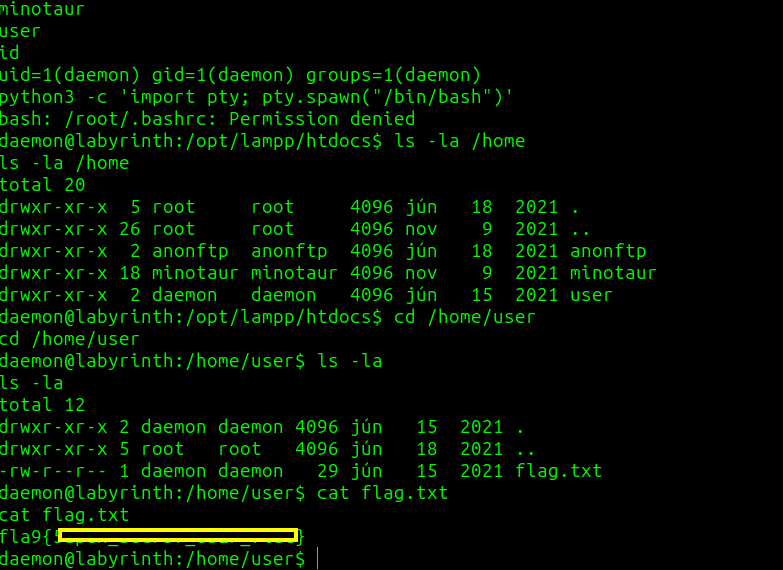 minotaur
user
id
uid=1(daemon) gid=1(daemon) groups=1(daemon)
python3 -c 'import pty; pty.spawn("/bin/bash")'
bash: /root/.bashrc: Permission denied
daemon@labyrinth:/opt/lampp/htdocs$ ls -la /home
ls -la /home
total 20
drwxr-xr-x  5 root     root     4096 jún   18  2021 .
drwxr-xr-x 26 root     root     4096 nov    9  2021 ..
drwxr-xr-x  2 anonftp  anonftp  4096 jún   18  2021 anonftp
drwxr-xr-x 18 minotaur minotaur 4096 nov    9  2021 minotaur
drwxr-xr-x  2 daemon   daemon   4096 jún   15  2021 user
daemon@labyrinth:/opt/lampp/htdocs$ cd /home/user
cd /home/user
daemon@labyrinth:/home/user$ ls -la
ls -la
total 12
drwxr-xr-x 2 daemon daemon 4096 jún   15  2021 .
drwxr-xr-x 5 root   root   4096 jún   18  2021 ..
-rw-r--r-- 1 daemon daemon   29 jún   15  2021 flag.txt
daemon@labyrinth:/home/user$ cat flag.txt
cat flag.txt
fla9{ }
daemon@labyrinth:/home/user$